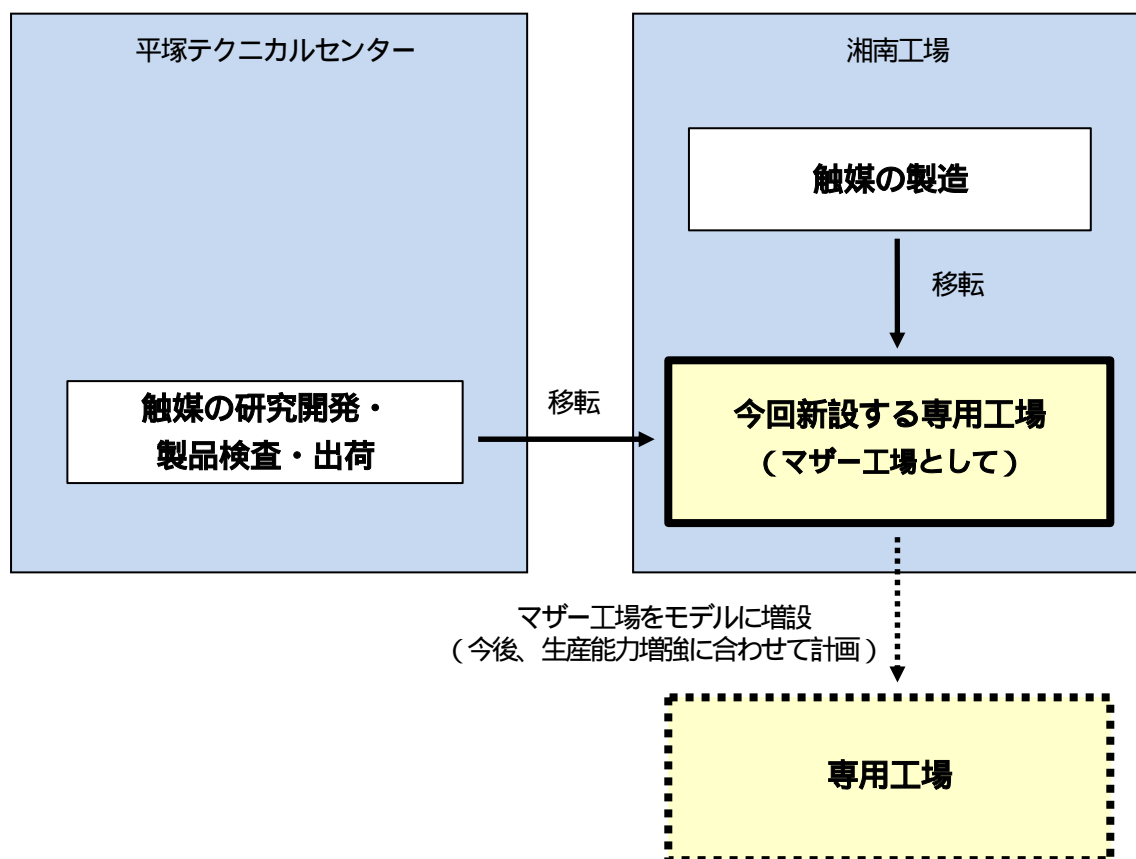 平塚テクニカルセンター
湘南工場
触媒の製造
移転
触媒の研究開発・
製品検査・出荷
移転
今回新設する専用工場
（マザー工場として）
マザー工場をモデルに増設
（今後、生産能力増強に合わせて計画）
専用工場